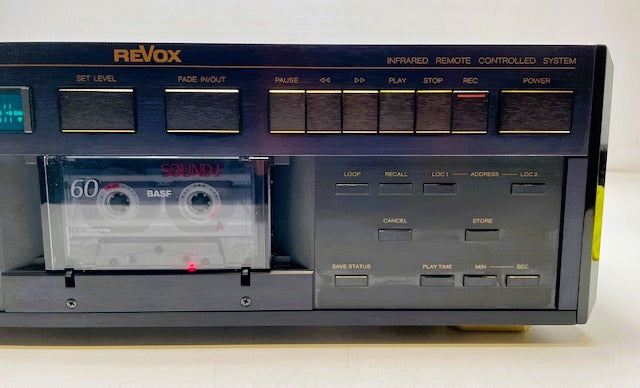 REVOX
INFRARED REMOTE CONTROLLED SYSTEM
SET LEVEL FADE IN/OUT PAUSE ◁◁ ▷▷ PLAY STOP REC POWER
LOOP RECALL LOC 1 ADDRESS LOC 2
60 BASF
CANCEL STORE
SAVE STATUS PLAY TIME MIN SEC